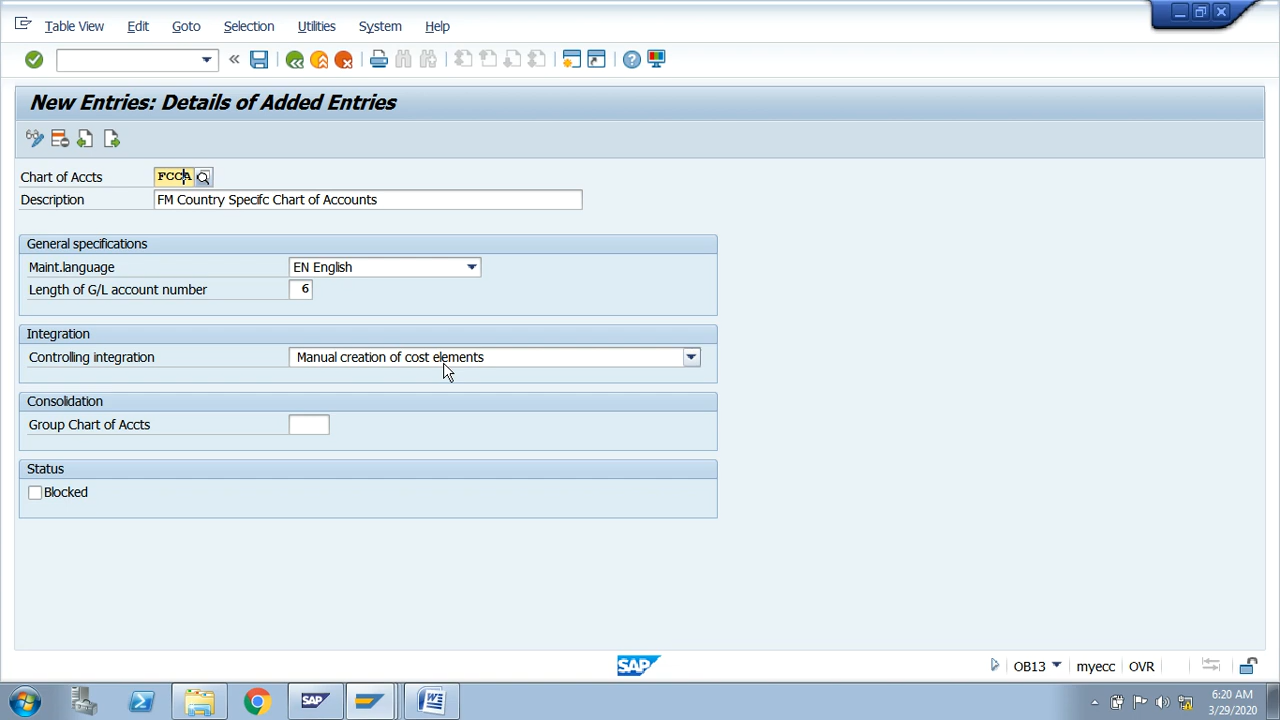 Table View Edit Goto Selection Utilities System Help
New Entries: Details of Added Entries
Chart of Accts FCCA
Description FM Country Specifc Chart of Accounts
General specifications
Maint.language EN English
Length of G/L account number 6
Integration
Controlling integration Manual creation of cost elements
Consolidation
Group Chart of Accts
Status
Blocked
SAP OB13 myecc OVR
SAP
6:20 AM
3/29/2020